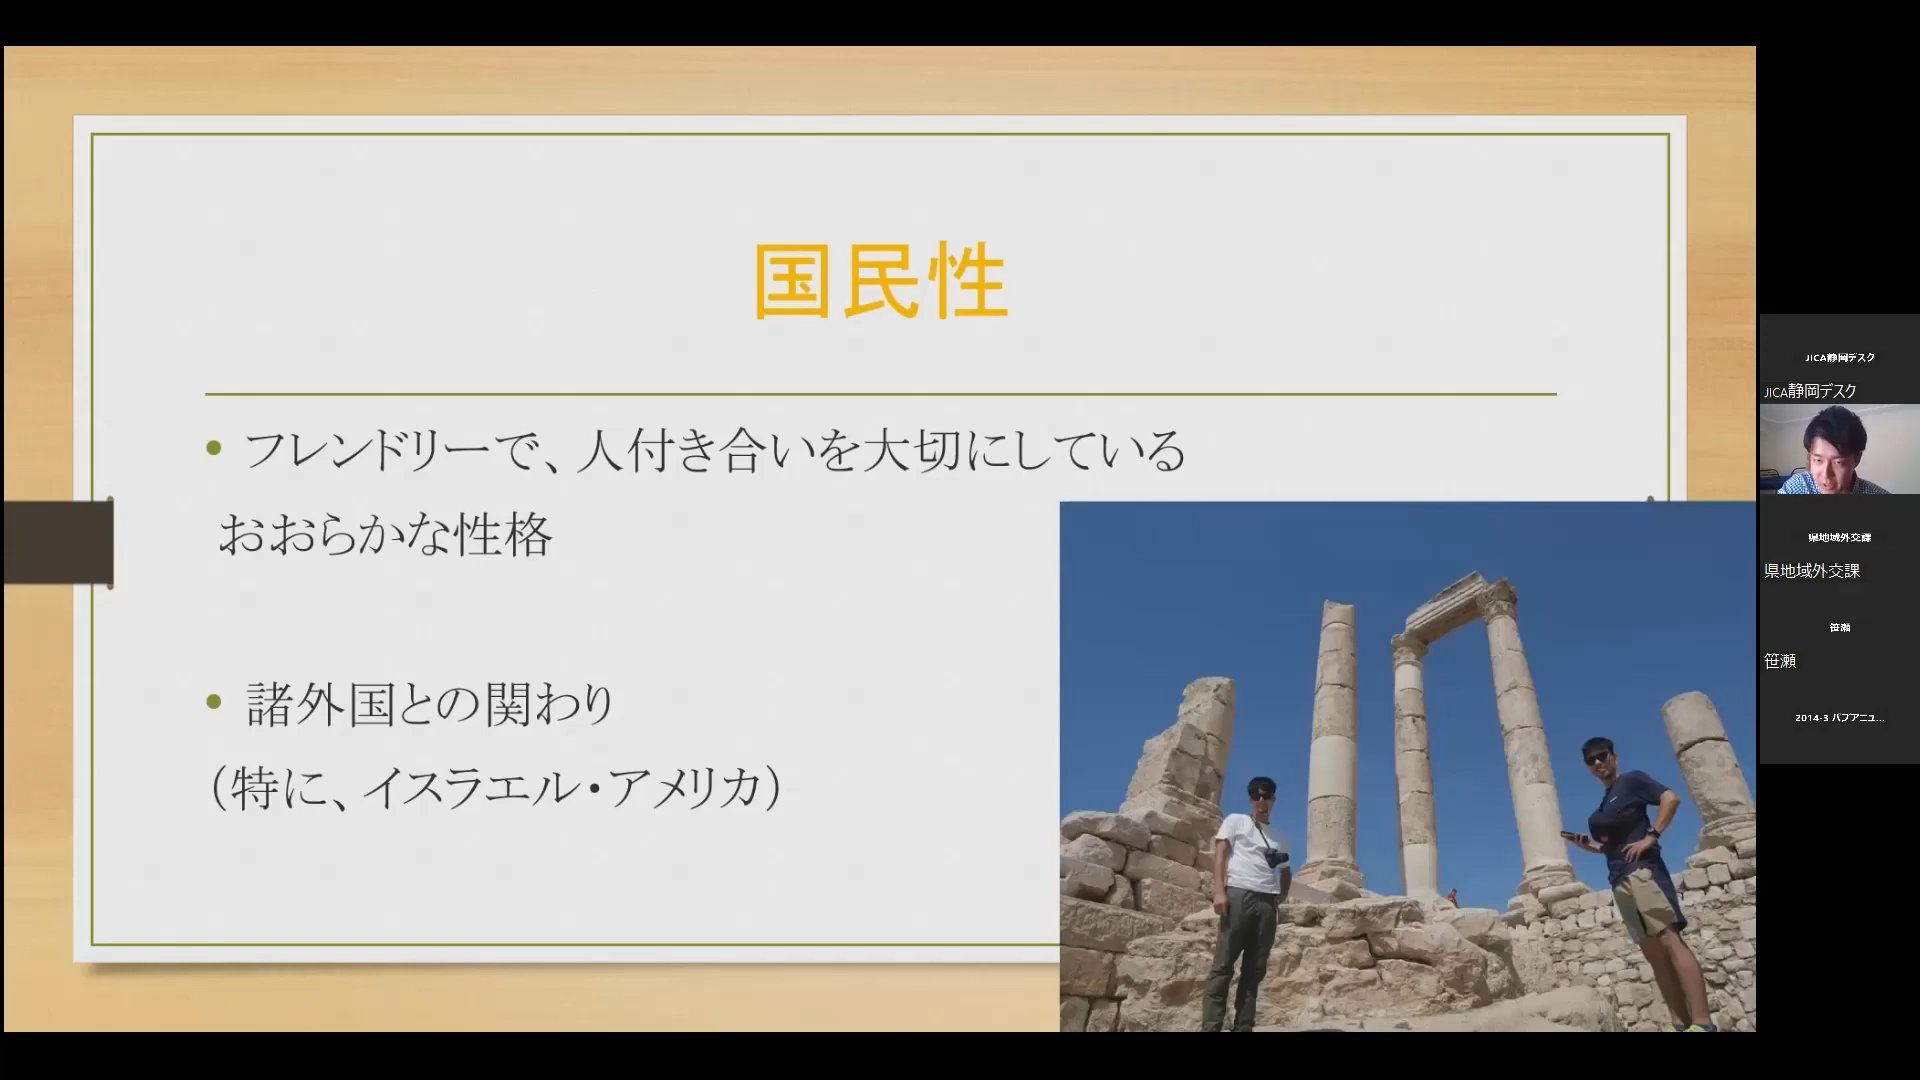 国民性
• フレンドリーで、人付き合いを大切にしている
おおらかな性格
• 諸外国との関わり
（特に、イスラエル・アメリカ）
JICA静岡デスク
JICA静岡デスク
県地域外交課
県地域外交課
笹瀬
笹瀬
2014-3 パプアニュ...